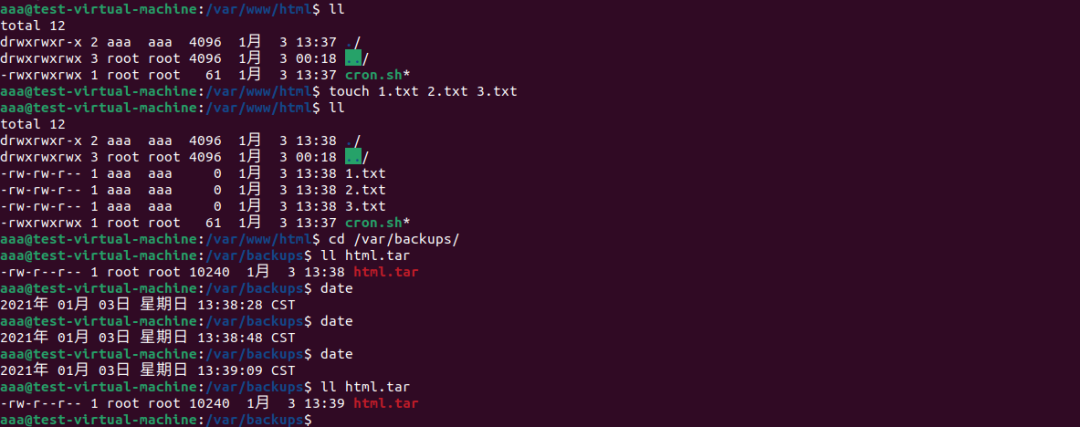 aaa@test-virtual-machine:/var/www/html$ ll
total 12
drwxrwxr-x 2 aaa  aaa  4096  1月  3 13:37 ./
drwxrwxrwx 3 root root 4096  1月  3 00:18 ../
-rwxrwxrwx 1 root root   61  1月  3 13:37 cron.sh*
aaa@test-virtual-machine:/var/www/html$ touch 1.txt 2.txt 3.txt
aaa@test-virtual-machine:/var/www/html$ ll
total 12
drwxrwxr-x 2 aaa  aaa  4096  1月  3 13:38 ./
drwxrwxrwx 3 root root 4096  1月  3 00:18 ../
-rw-rw-r-- 1 aaa  aaa     0  1月  3 13:38 1.txt
-rw-rw-r-- 1 aaa  aaa     0  1月  3 13:38 2.txt
-rw-rw-r-- 1 aaa  aaa     0  1月  3 13:38 3.txt
-rwxrwxrwx 1 root root   61  1月  3 13:37 cron.sh*
aaa@test-virtual-machine:/var/www/html$ cd /var/backups/
aaa@test-virtual-machine:/var/backups$ ll html.tar
-rw-r--r-- 1 root root 10240  1月  3 13:38 html.tar
aaa@test-virtual-machine:/var/backups$ date
2021年 01月 03日 星期日 13:38:28 CST
aaa@test-virtual-machine:/var/backups$ date
2021年 01月 03日 星期日 13:38:48 CST
aaa@test-virtual-machine:/var/backups$ date
2021年 01月 03日 星期日 13:39:09 CST
aaa@test-virtual-machine:/var/backups$ ll html.tar
-rw-r--r-- 1 root root 10240  1月  3 13:39 html.tar
aaa@test-virtual-machine:/var/backups$